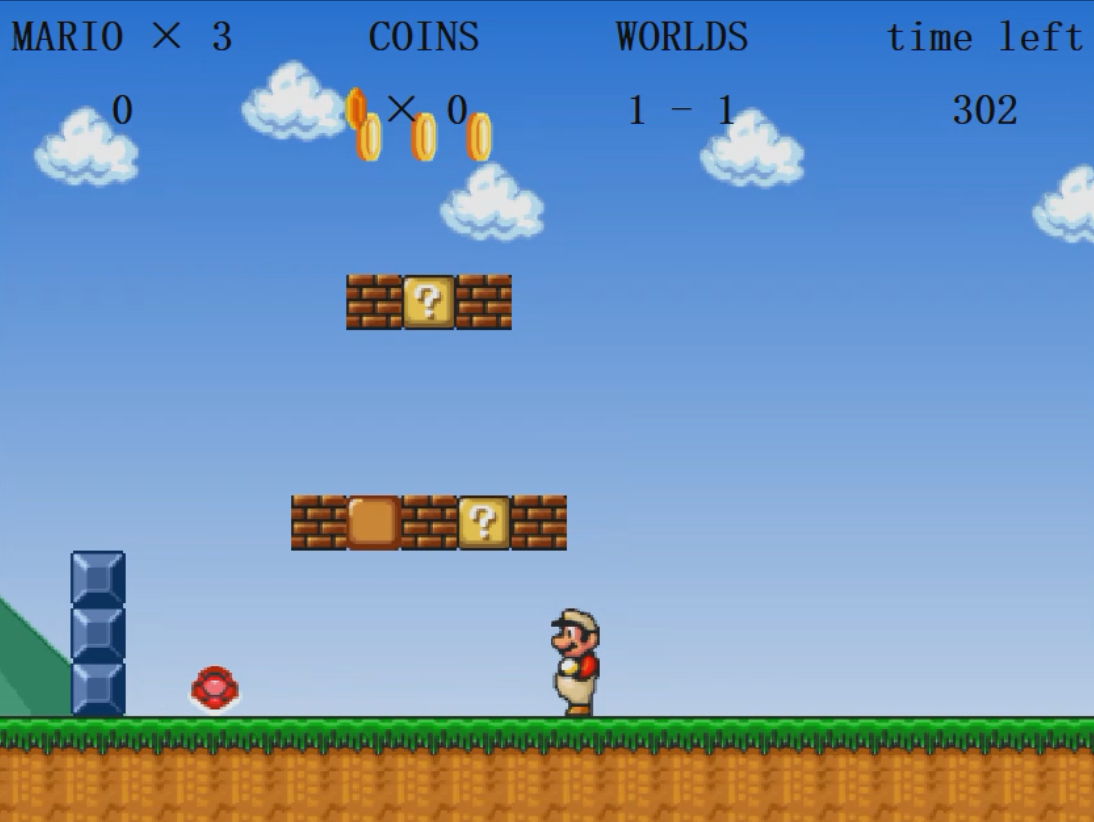 MARIO × 3 COINS WORLDS time left
0 × 0 1 - 1 302
?
?